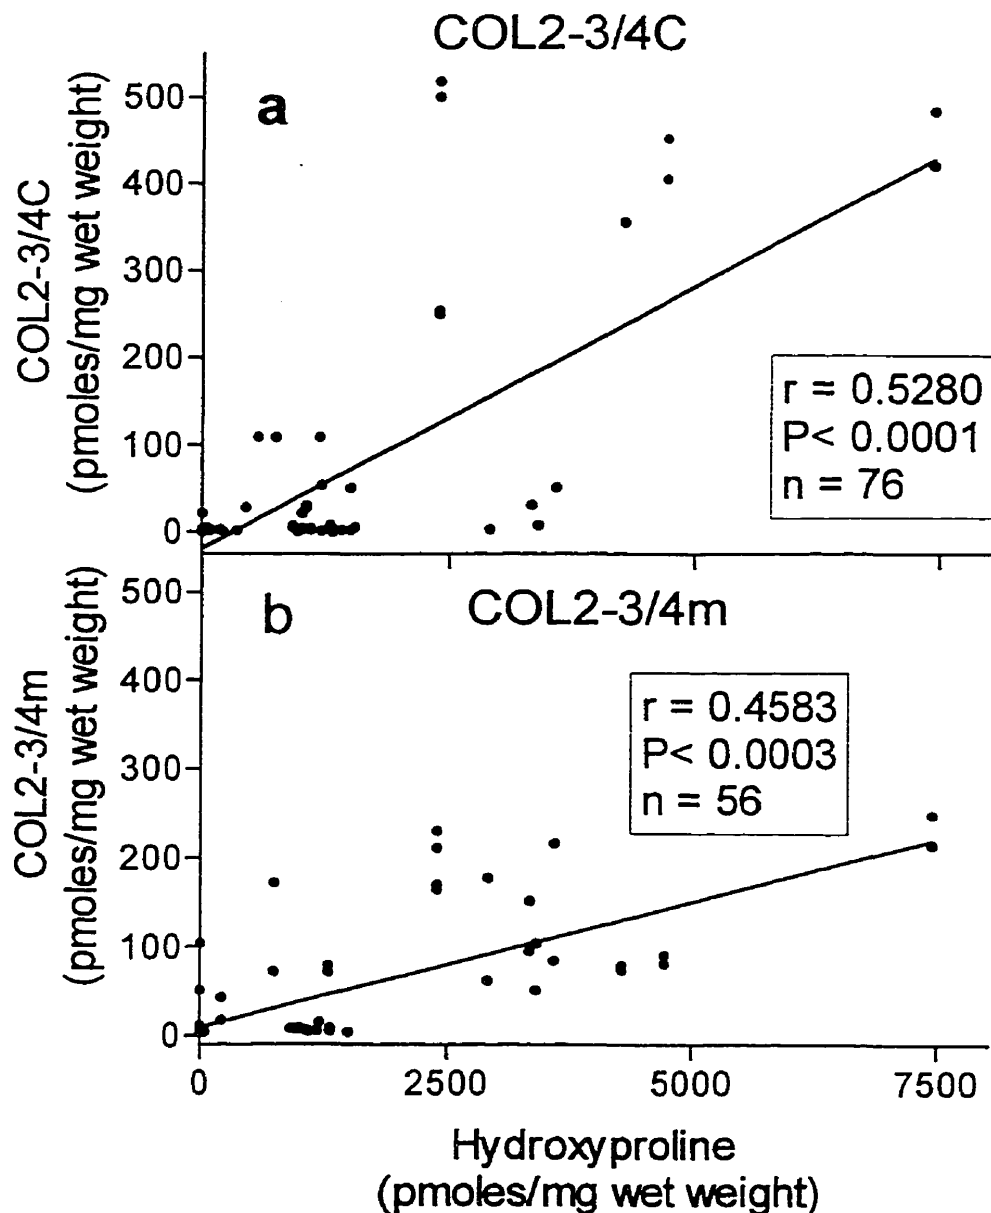 COL2-3/4C
a
COL2-3/4C
(pmoles/mg wet weight)
500
400
300
200
100
0
r = 0.5280
P< 0.0001
n = 76
b
COL2-3/4m
COL2-3/4m
(pmoles/mg wet weight)
500
400
300
200
100
0
r = 0.4583
P< 0.0003
n = 56
0
2500
5000
7500
Hydroxyproline
(pmoles/mg wet weight)